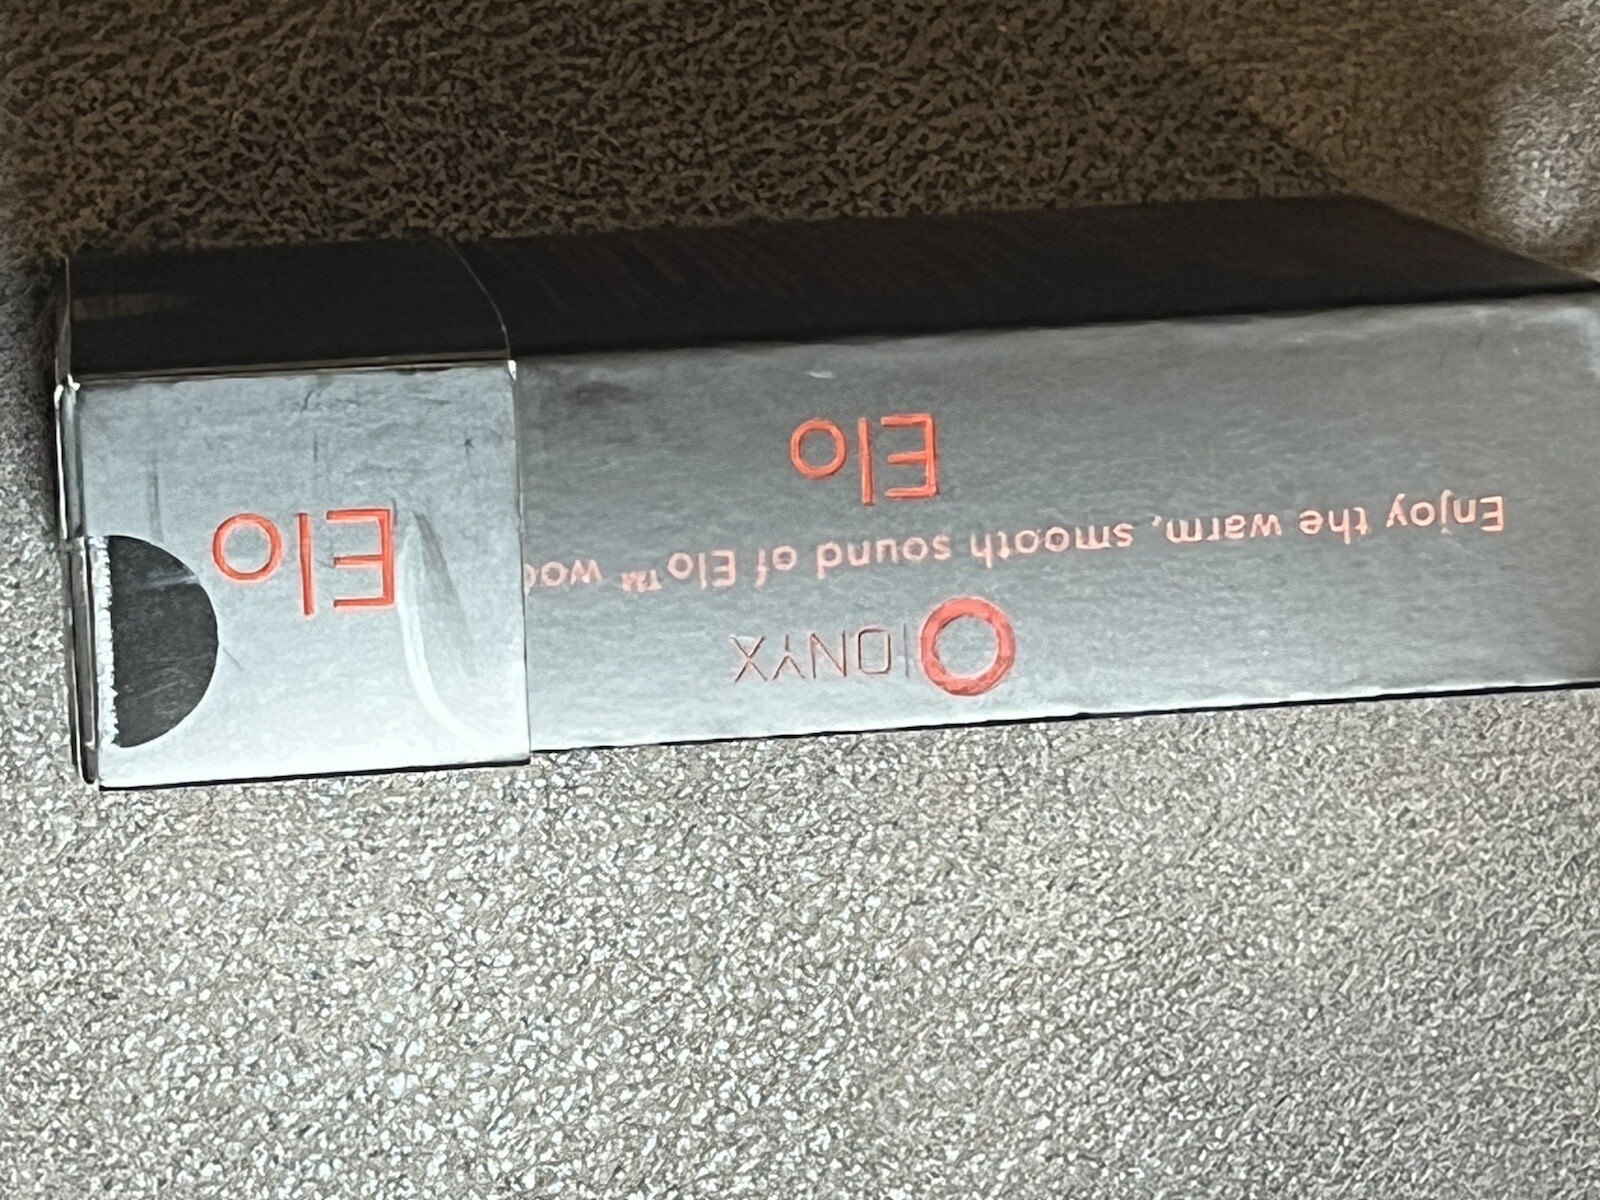 ONYX
Enjoy the warm, smooth sound of Elo™
Elo
Elo